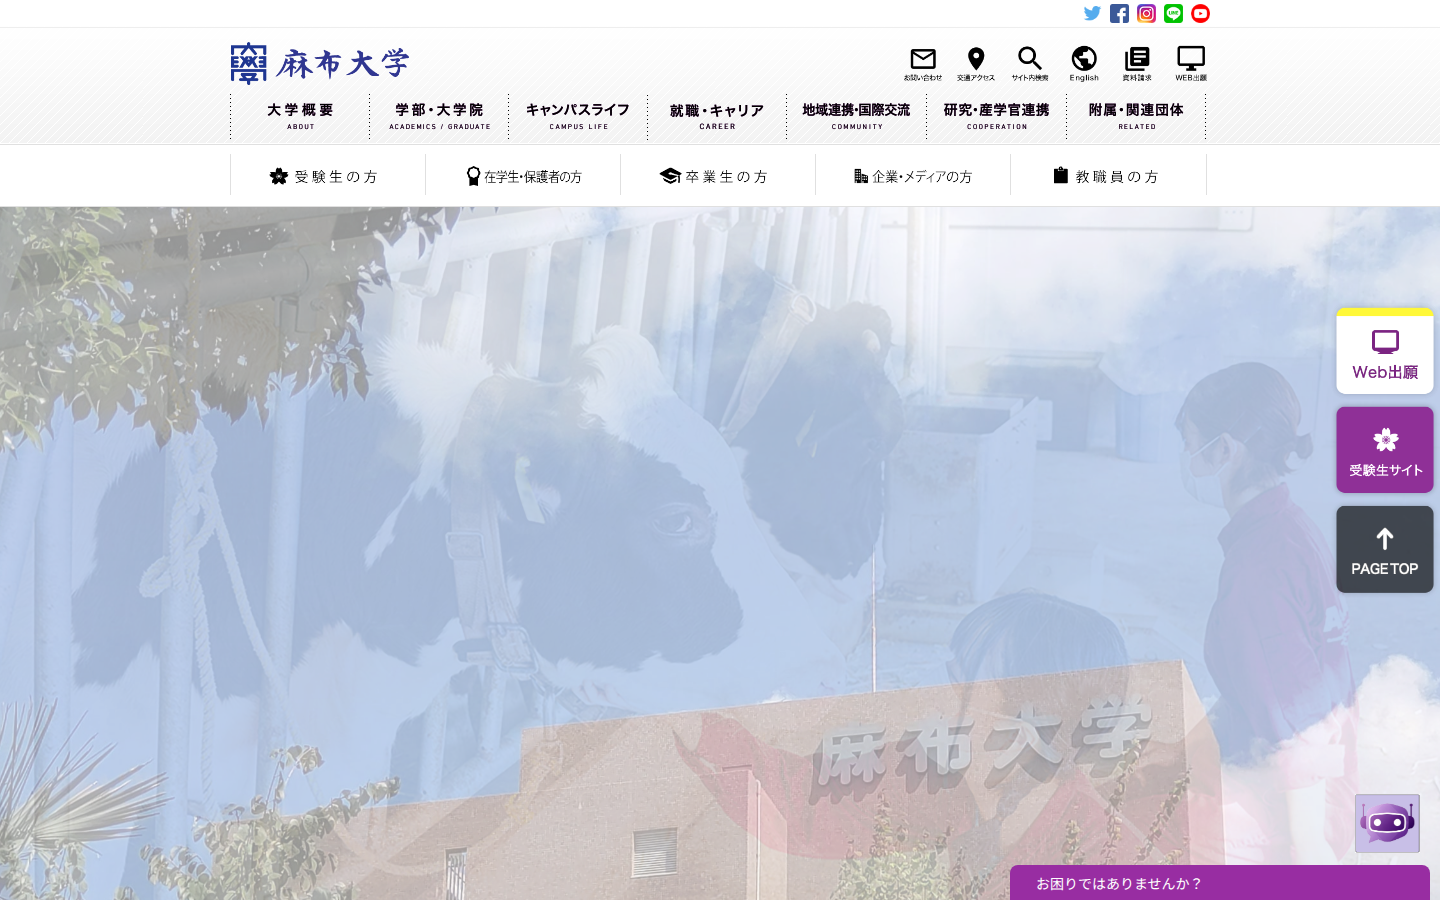 麻布大学
お問い合わせ
交通アクセス
サイト内検索
English
資料請求
WEB出願
大学概要
ABOUT
学部・大学院
ACADEMICS / GRADUATE
キャンパスライフ
CAMPUS LIFE
就職・キャリア
CAREER
地域連携・国際交流
COMMUNITY
研究・産学官連携
COOPERATION
附属・関連団体
RELATED
受験生の方
在学生・保護者の方
卒業生の方
企業・メディアの方
教職員の方
Web出願
受験生サイト
PAGE TOP
麻布大学
お困りではありませんか？